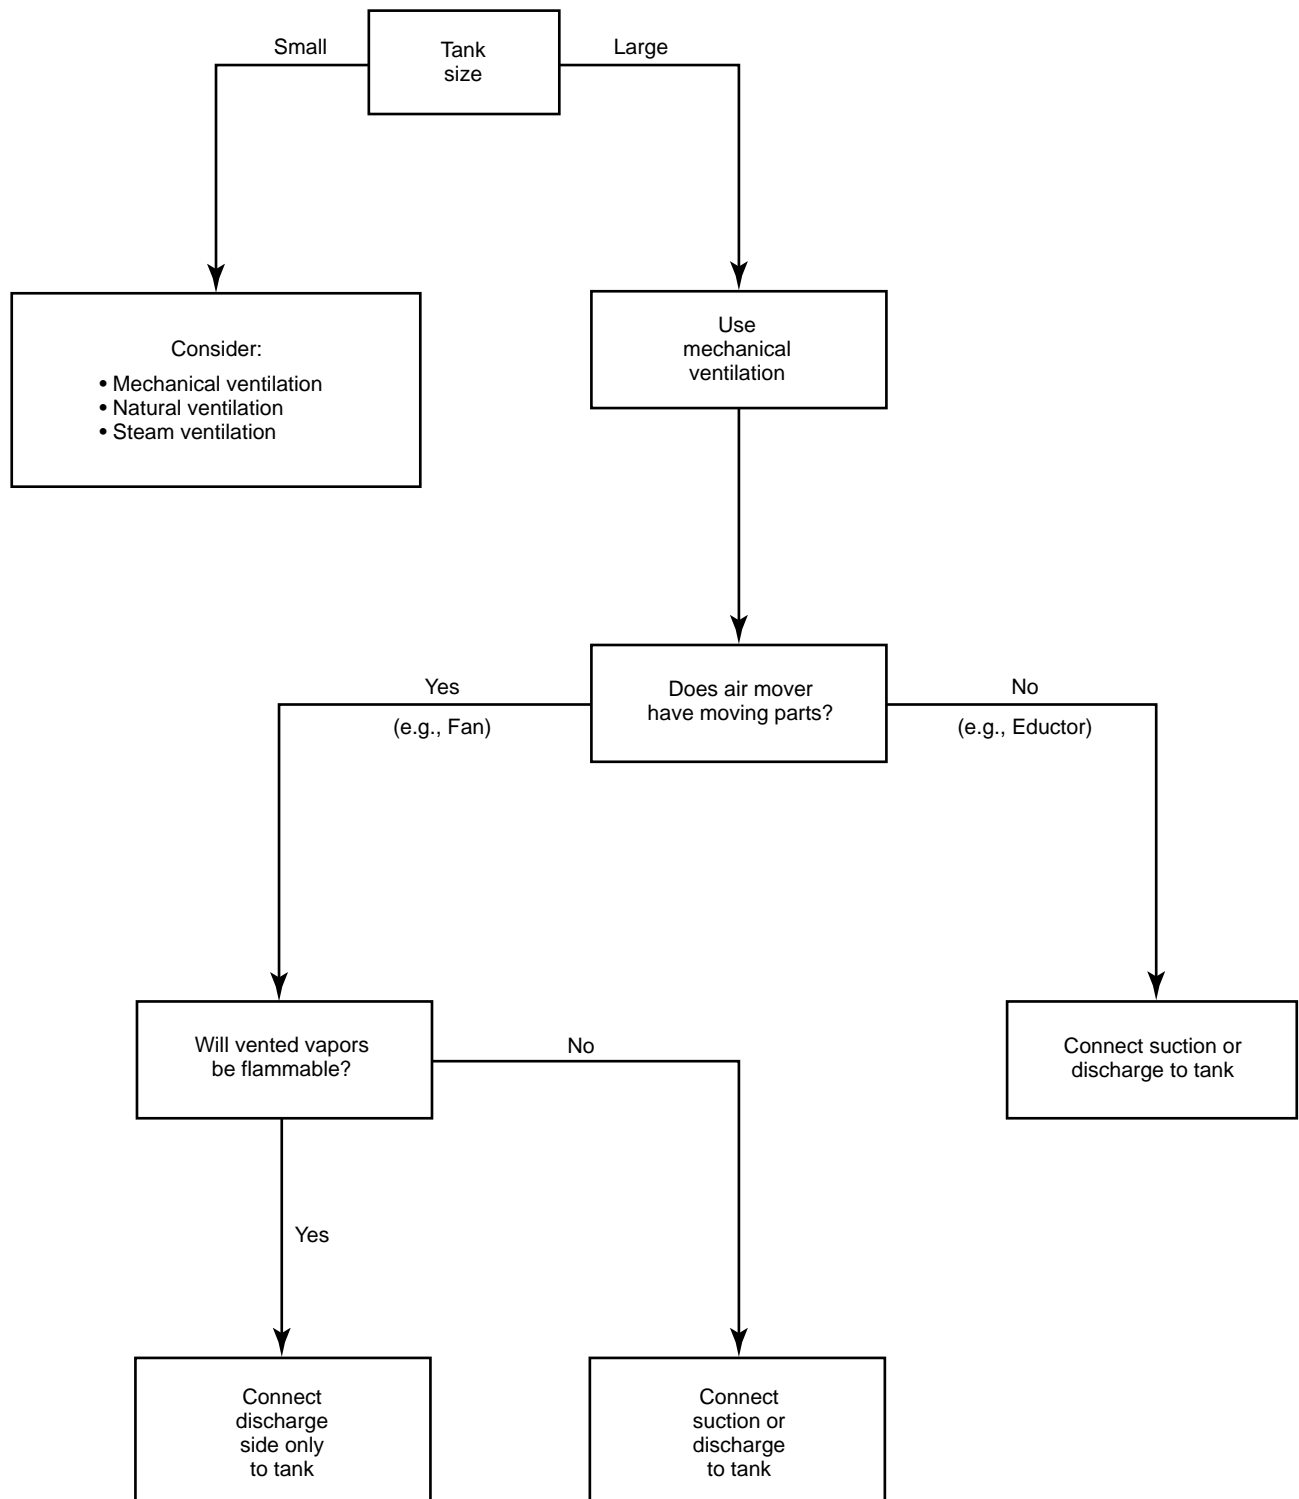 Small
Tank
size
Large
Consider:
• Mechanical ventilation
• Natural ventilation
• Steam ventilation
Use
mechanical
ventilation
Yes
(e.g., Fan)
Does air mover
have moving parts?
No
(e.g., Eductor)
Will vented vapors
be flammable?
No
Connect suction or
discharge to tank
Yes
Connect
discharge
side only
to tank
Connect
suction or
discharge
to tank